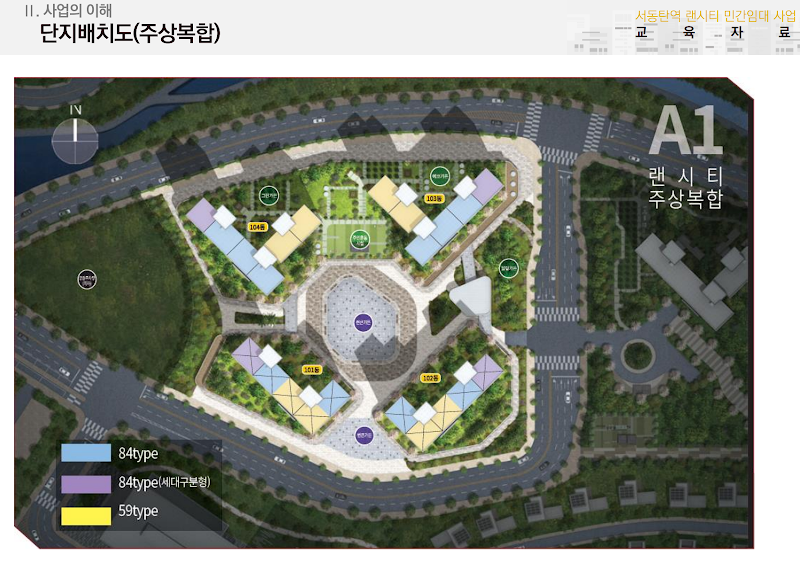 II. 사업의 이해
단지배치도(주상복합)
서동탄역 랜시티 민간임대 사업
교 육 자 료
N
A1
랜 시 티
주상복합
104동
103동
101동
102동
84type
84type(세대구분형)
59type